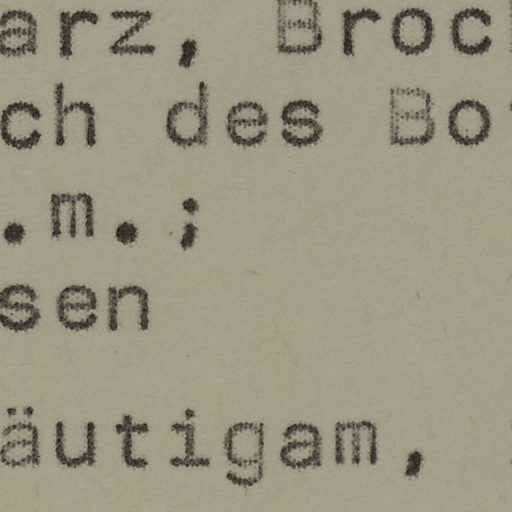 arz, Broc
ch des Bo
.m.;
sen
äutigam,